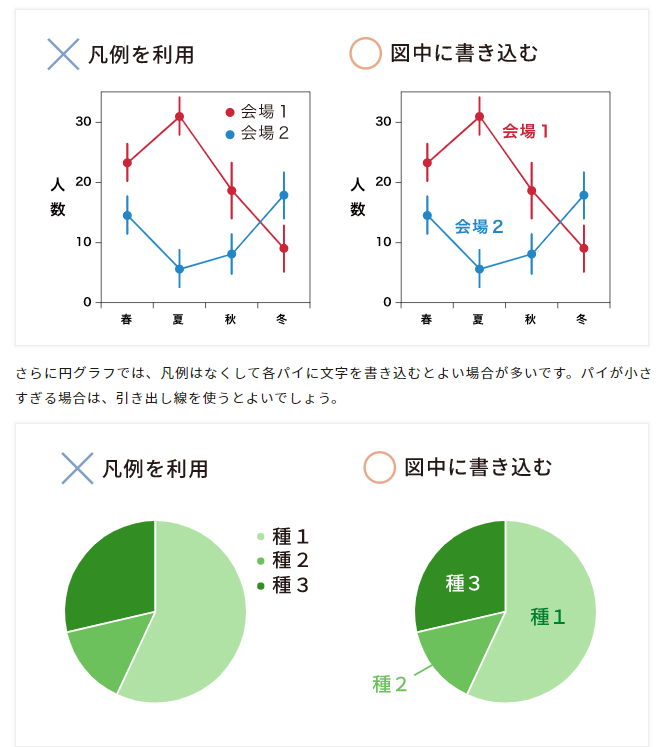 凡例を利用
図中に書き込む
30
20
10
0
人
数
会場１
会場２
春 夏 秋 冬
30
20
10
0
人
数
会場１
会場２
春 夏 秋 冬
さらに円グラフでは、凡例はなくして各パイに文字を書き込むとよい場合が多いです。パイが小さ
すぎる場合は、引き出し線を使うとよいでしょう。
凡例を利用
図中に書き込む
種１
種２
種３
種３
種１
種２